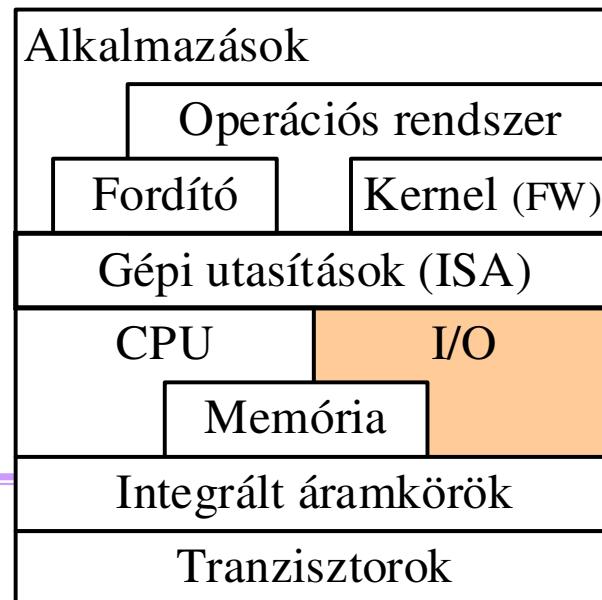 Alkalmazások
Operációs rendszer
Fordító Kernel (FW)
Gépi utasítások (ISA)
CPU I/O
Memória
Integrált áramkörök
Tranzisztorok